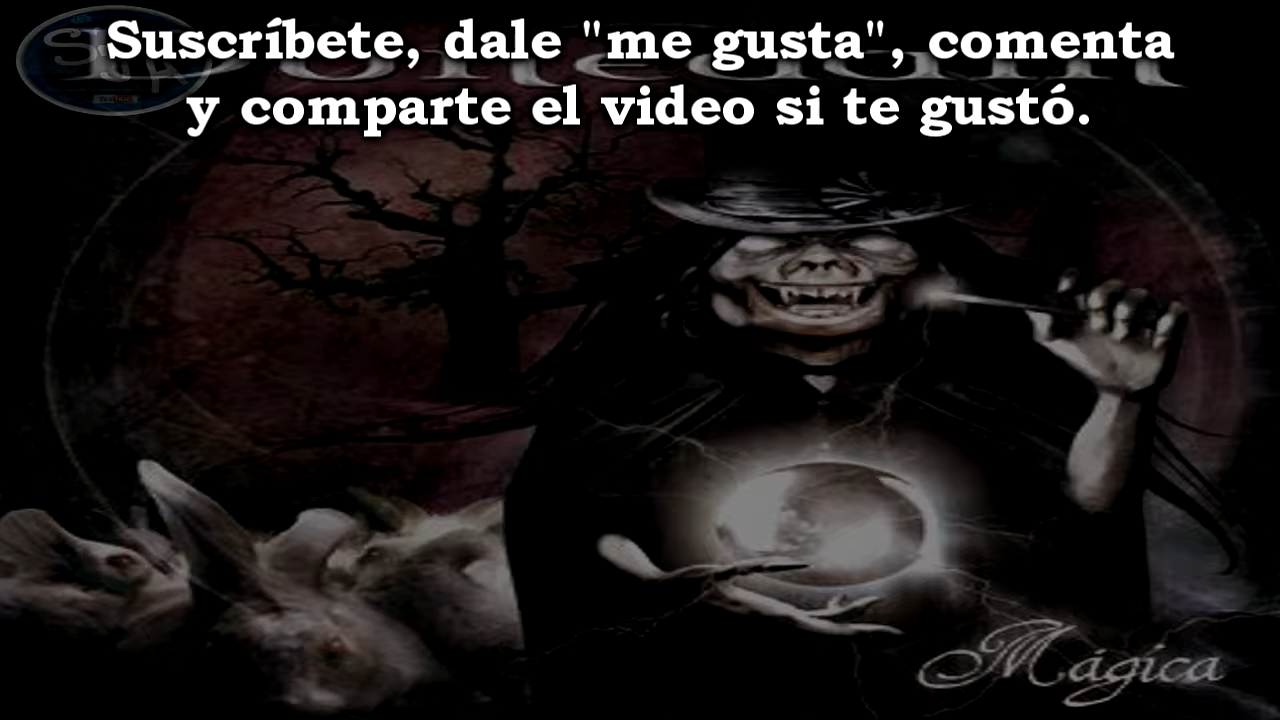 Suscríbete, dale "me gusta", comenta
y comparte el video si te gustó.
Mágica